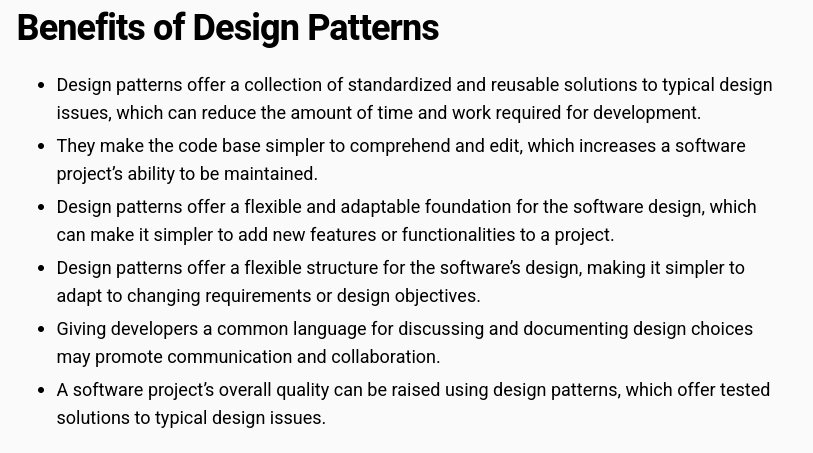 Benefits of Design Patterns
• Design patterns offer a collection of standardized and reusable solutions to typical design
issues, which can reduce the amount of time and work required for development.
• They make the code base simpler to comprehend and edit, which increases a software
project’s ability to be maintained.
• Design patterns offer a flexible and adaptable foundation for the software design, which
can make it simpler to add new features or functionalities to a project.
• Design patterns offer a flexible structure for the software’s design, making it simpler to
adapt to changing requirements or design objectives.
• Giving developers a common language for discussing and documenting design choices
may promote communication and collaboration.
• A software project’s overall quality can be raised using design patterns, which offer tested
solutions to typical design issues.